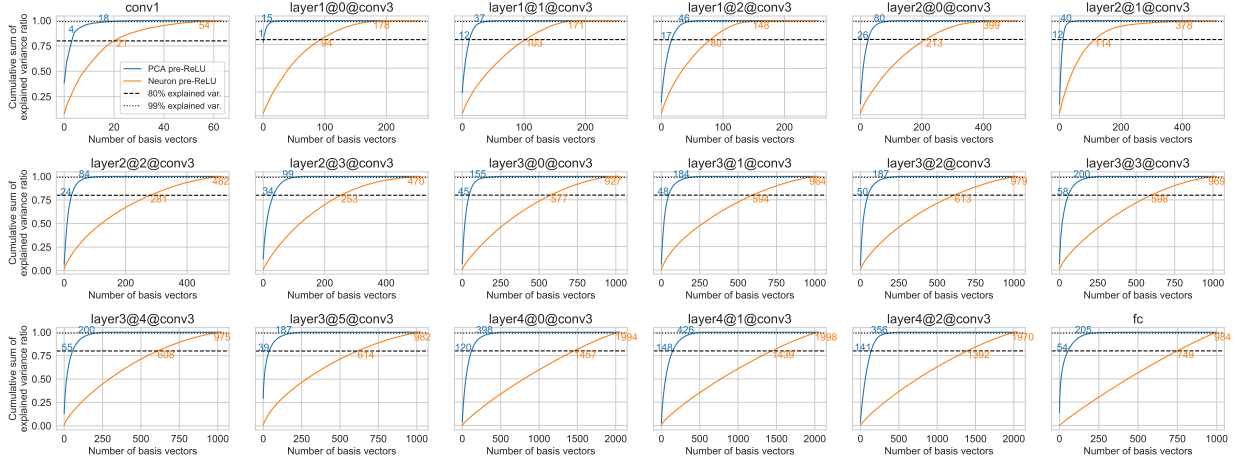 conv1
layer1@0@conv3
layer1@1@conv3
layer1@2@conv3
layer2@0@conv3
layer2@1@conv3
Cumulative sum of
explained variance ratio
1.00
0.75
0.50
0.25
4
18
21
54
PCA pre-ReLU
Neuron pre-ReLU
80% explained var.
99% explained var.
1
15
94
178
12
37
103
171
17
46
80
148
26
80
213
399
12
40
114
378
0 20 40 60
0 100 200
0 100 200
0 100 200
0 200 400
0 200 400
Number of basis vectors
Number of basis vectors
Number of basis vectors
Number of basis vectors
Number of basis vectors
Number of basis vectors
layer2@2@conv3
layer2@3@conv3
layer3@0@conv3
layer3@1@conv3
layer3@2@conv3
layer3@3@conv3
Cumulative sum of
explained variance ratio
1.00
0.75
0.50
0.25
0.00
24
84
281
482
34
99
253
470
45
155
577
927
48
184
594
964
50
187
613
979
58
200
598
969
0 200 400
0 200 400
0 250 500 750 1000
0 250 500 750 1000
0 250 500 750 1000
0 250 500 750 1000
Number of basis vectors
Number of basis vectors
Number of basis vectors
Number of basis vectors
Number of basis vectors
Number of basis vectors
layer3@4@conv3
layer3@5@conv3
layer4@0@conv3
layer4@1@conv3
layer4@2@conv3
fc
Cumulative sum of
explained variance ratio
1.00
0.75
0.50
0.25
0.00
55
200
608
975
39
187
614
982
120
398
1457
1994
148
426
1439
1998
141
356
1392
1970
54
205
749
984
0 250 500 750 1000
0 250 500 750 1000
0 500 1000 1500 2000
0 500 1000 1500 2000
0 500 1000 1500 2000
0 250 500 750 1000
Number of basis vectors
Number of basis vectors
Number of basis vectors
Number of basis vectors
Number of basis vectors
Number of basis vectors